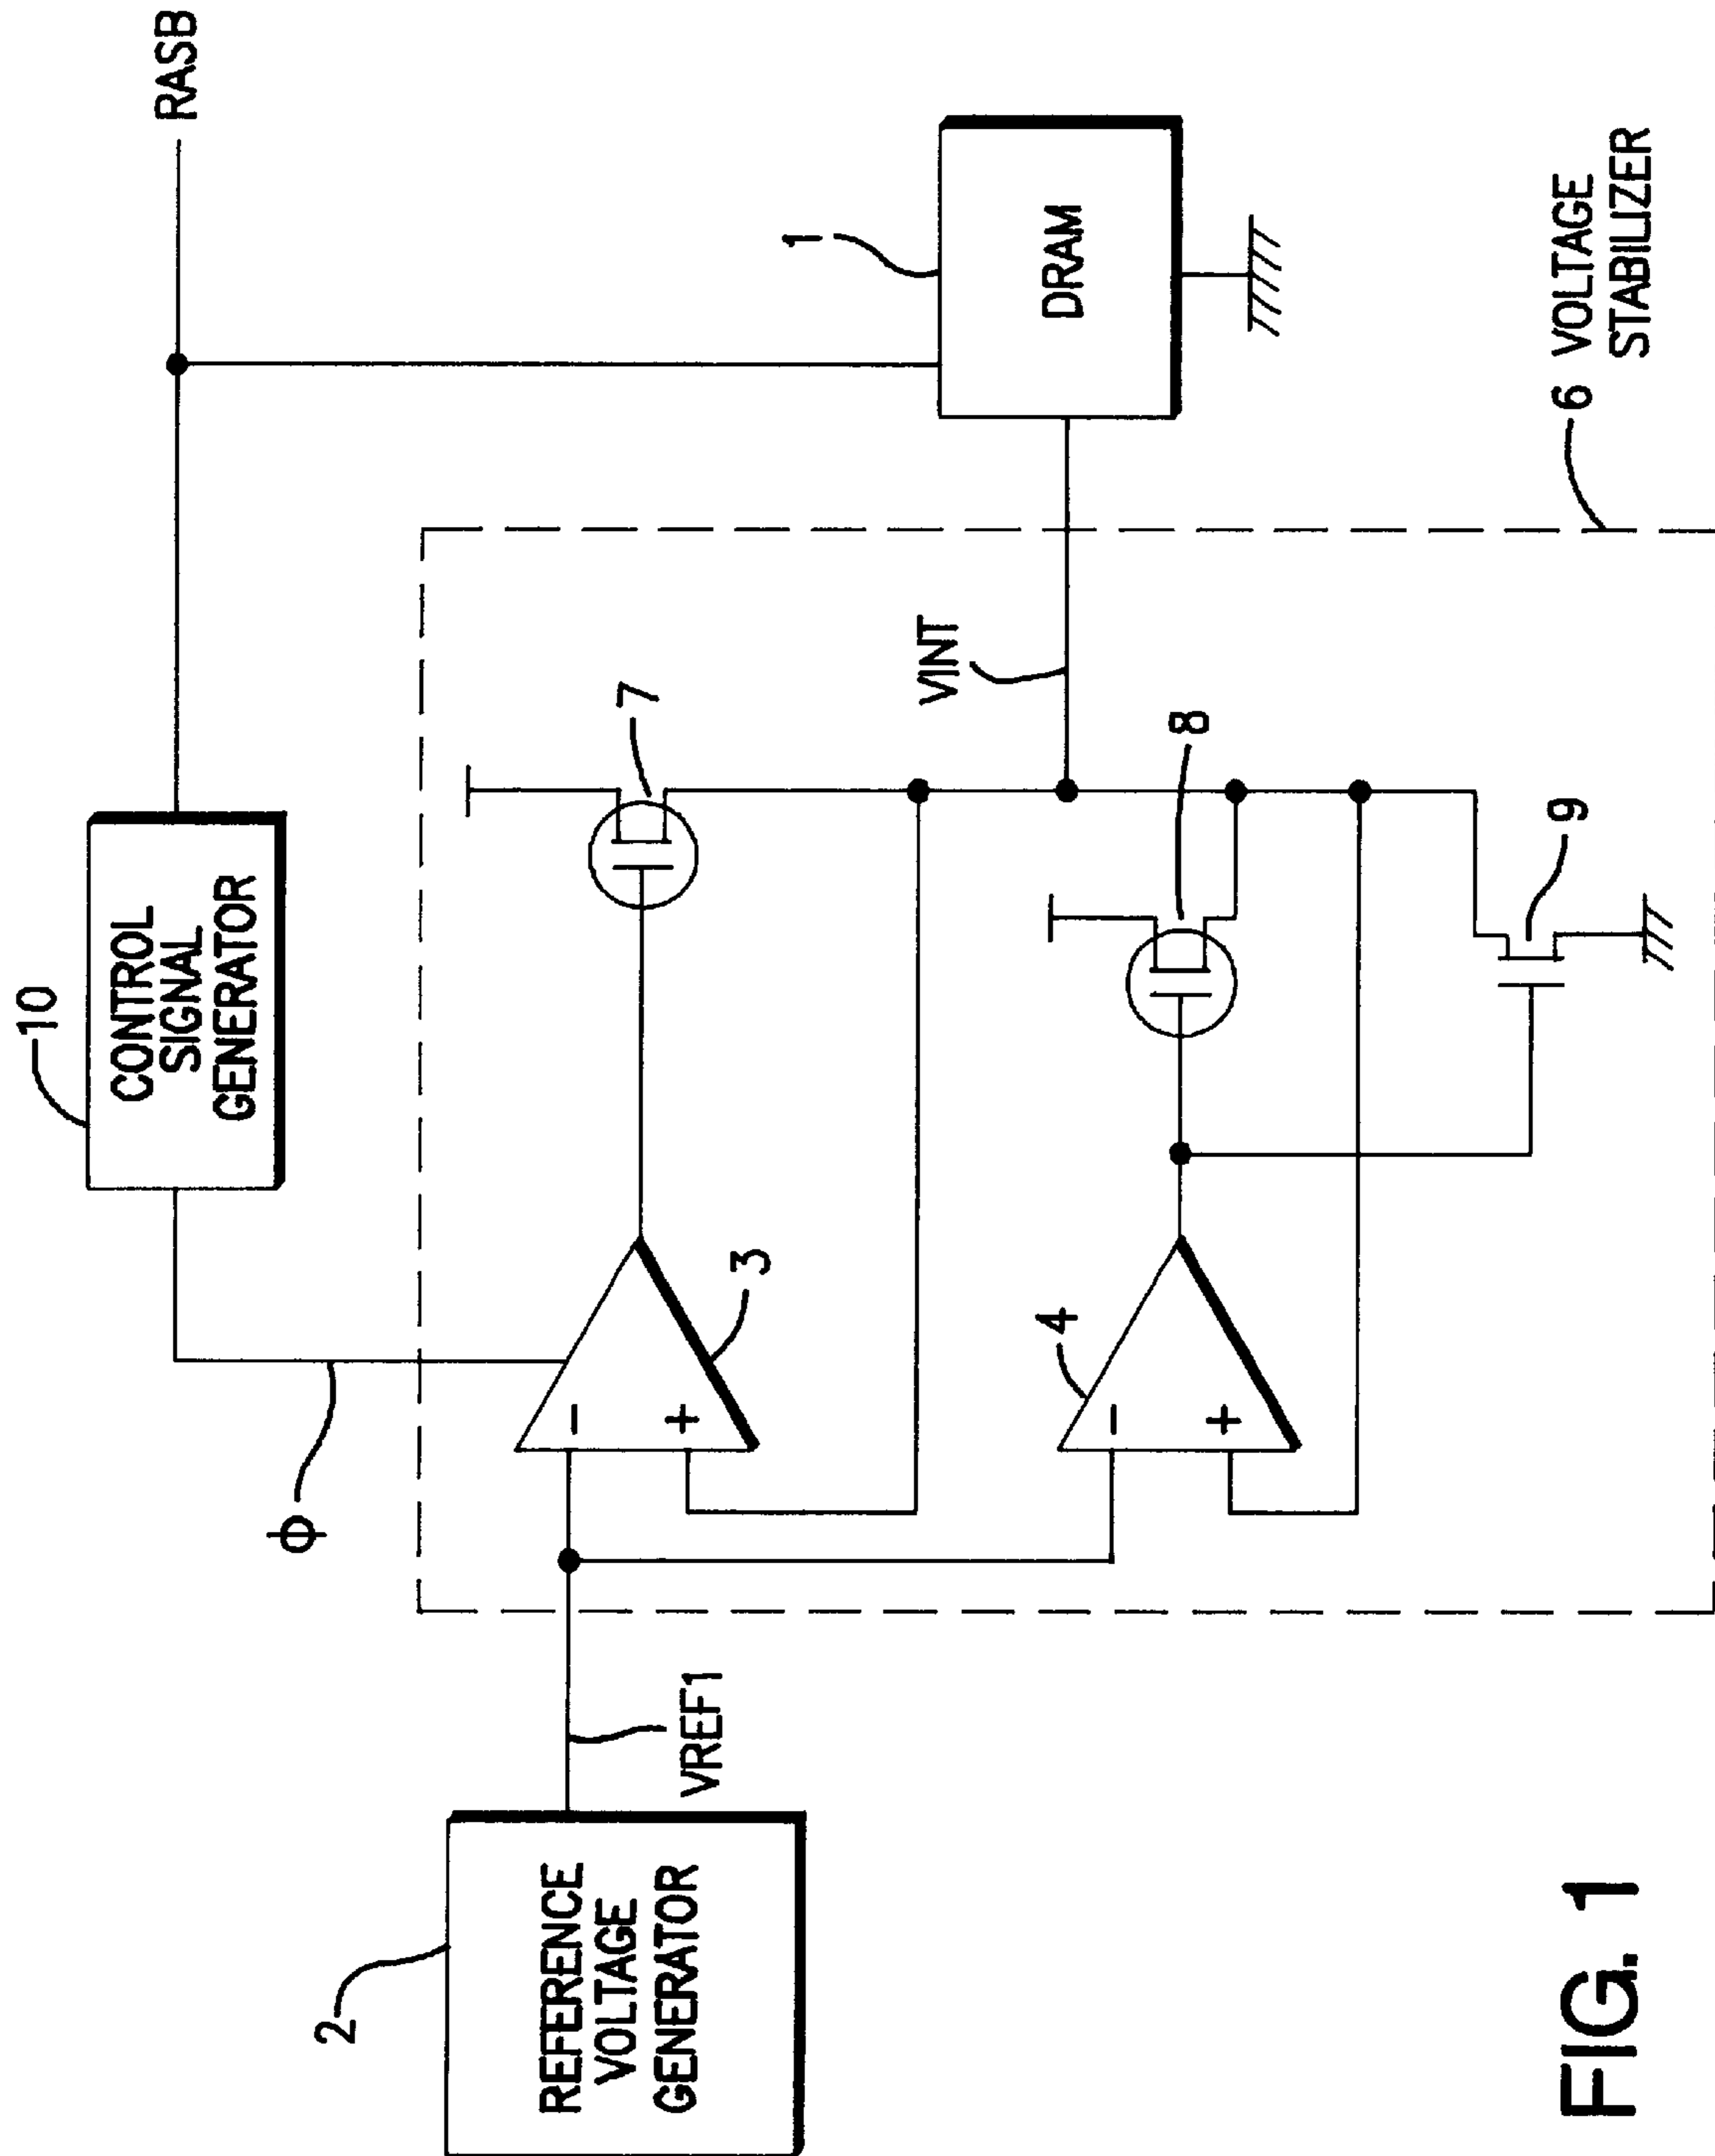 RASB
10
CONTROL
SIGNAL
GENERATOR
Φ
1
DRAM
7
3
VINT
2
REFERENCE
VOLTAGE
GENERATOR
VREF1
-
+
4
-
+
8
9
6 VOLTAGE
STABILIZER
FIG. 1